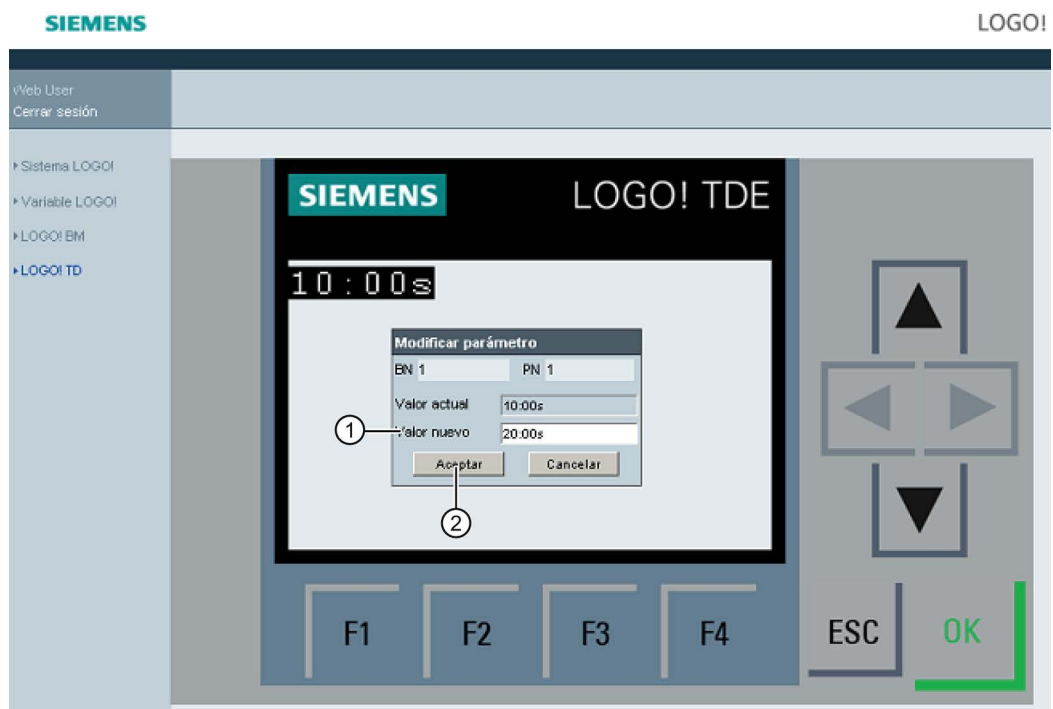 SIEMENS
LOGO!
Web User
Cerrar sesión
Sistema LOGO!
Variable LOGO!
LOGO! BM
LOGO! TD
SIEMENS
LOGO! TDE
10:00s
Modificar parámetro
BN 1 PN 1
Valor actual 10:00s
1 Valor nuevo 20:00s
Aceptar Cancelar
2
F1 F2 F3 F4 ESC OK